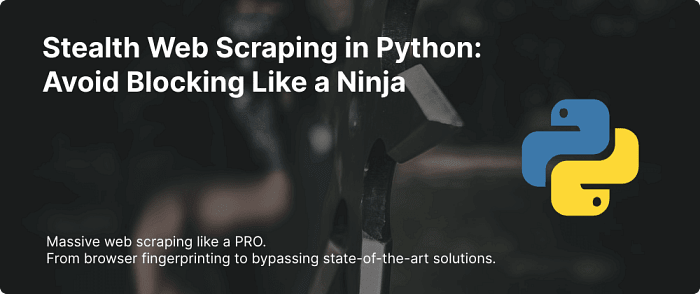 Stealth Web Scraping in Python:
Avoid Blocking Like a Ninja
Massive web scraping like a PRO.
From browser fingerprinting to bypassing state-of-the-art solutions.